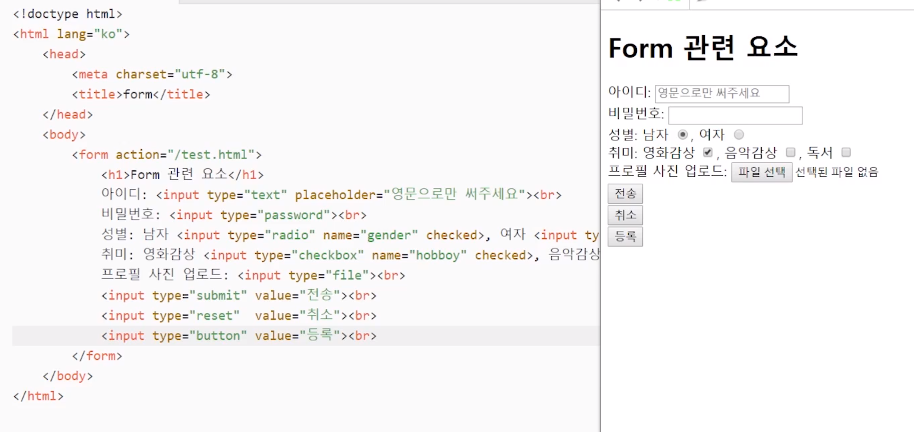 <!doctype html>
<html lang="ko">
<head>
<meta charset="utf-8">
<title>form</title>
</head>
<body>
<form action="/test.html">
<h1>Form 관련 요소</h1>
아이디: <input type="text" placeholder="영문으로만 써주세요"><br>
비밀번호: <input type="password"><br>
성별: 남자 <input type="radio" name="gender" checked>, 여자 <input typ
취미: 영화감상 <input type="checkbox" name="hobboy" checked>, 음악감상
프로필 사진 업로드: <input type="file"><br>
<input type="submit" value="전송"><br>
<input type="reset"  value="취소"><br>
<input type="button" value="등록"><br>
</form>
</body>
</html>
Form 관련 요소
아이디: 영문으로만 써주세요
비밀번호:
성별: 남자 , 여자
취미: 영화감상 , 음악감상 , 독서
프로필 사진 업로드: 파일 선택 선택된 파일 없음
전송
취소
등록